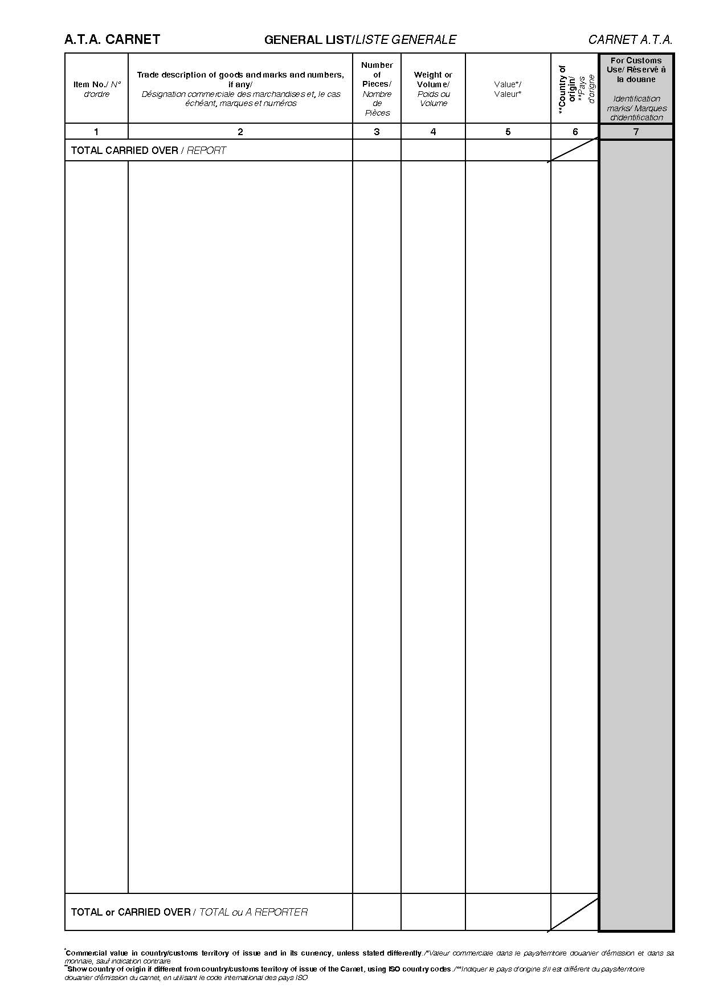 A.T.A. CARNET GENERAL LIST/LISTE GENERALE CARNET A.T.A.
Item No./ N°
d'ordre
Trade description of goods and marks and numbers,
if any/
Désignation commerciale des marchandises et, le cas
échéant, marques et numéros
Number
of
Pieces/
Nombre
de
Pièces
Weight or
Volume/
Poids ou
Volume
Value*/
Valeur*
**Country of
origin/
**Pays
d'origine
For Customs
Use/ Réservé à
la douane
Identification
marks/ Marques
d'identification
1 2 3 4 5 6 7
TOTAL CARRIED OVER / REPORT
TOTAL or CARRIED OVER / TOTAL ou A REPORTER
*Commercial value in country/customs territory of issue and in its currency, unless stated differently./*Valeur commerciale dans le pays/territoire douanier d'émission et dans sa
monnaie, sauf indication contraire
**Show country of origin if different from country/customs territory of issue of the Carnet, using ISO country codes./**Indiquer le pays d'origine s'il est différent du pays/territoire
douanier d'émission du carnet, en utilisant le code international des pays ISO